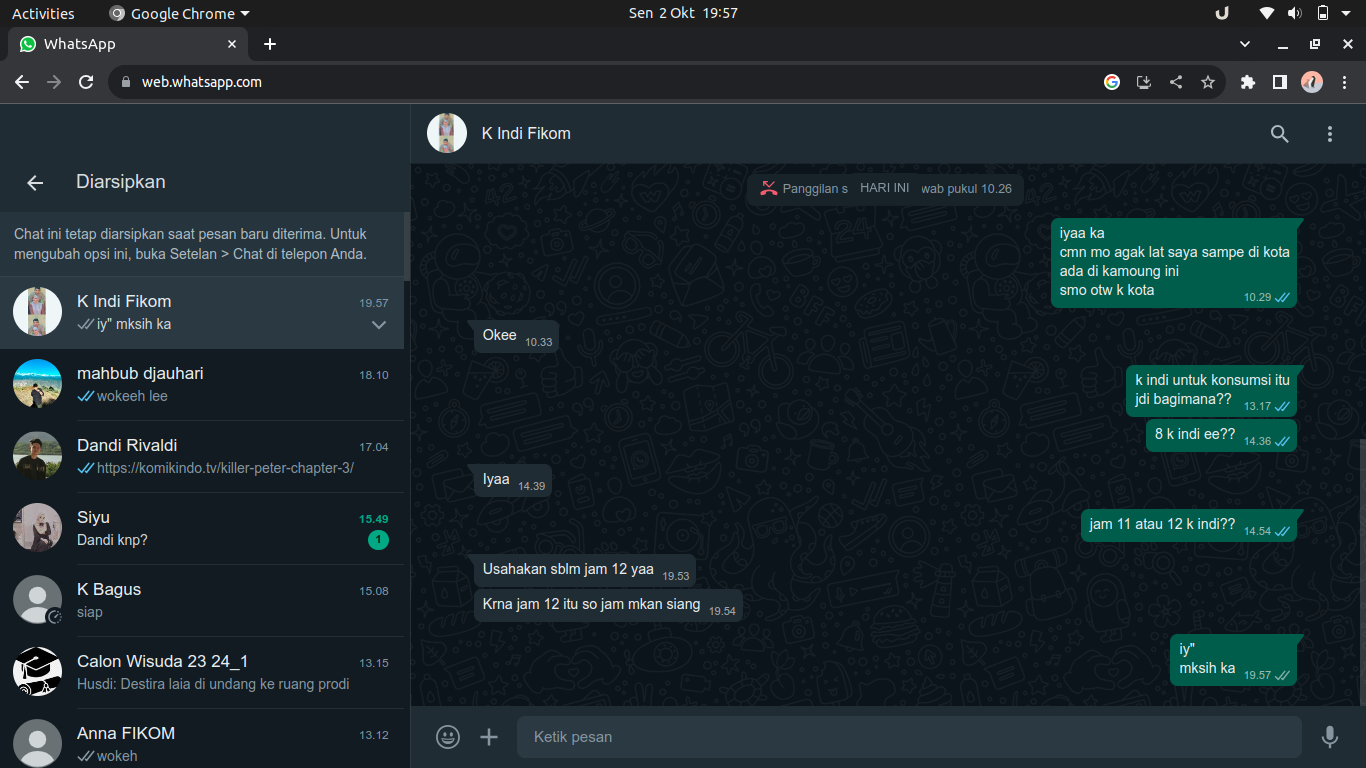 Activities
Google Chrome
Sen 2 Okt 19:57
WhatsApp
web.whatsapp.com
Diarsipkan
Chat ini tetap diarsipkan saat pesan baru diterima. Untuk
mengubah opsi ini, buka Setelan > Chat di telepon Anda.
K Indi Fikom
19.57
iy" mksih ka
mahbub djauhari
18.10
wokeeh lee
Dandi Rivaldi
17.04
https://komikindo.tv/killer-peter-chapter-3/
Siyu
15.49
Dandi knp?
1
K Bagus
15.08
siap
Calon Wisuda 23 24_1
13.15
Husdi: Destira laia di undang ke ruang prodi
Anna FIKOM
13.12
wokeh
K Indi Fikom
Panggilan s HARI INI wab pukul 10.26
iyaa ka
cmn mo agak lat saya sampe di kota
ada di kamoung ini
smo otw k kota
10.29
Okee 10.33
k indi untuk konsumsi itu
jdi bagimana?? 13.17
8 k indi ee?? 14.36
Iyaa 14.39
jam 11 atau 12 k indi?? 14.54
Usahakan sblm jam 12 yaa 19.53
Krna jam 12 itu so jam mkan siang 19.54
iy"
mksih ka 19.57
Ketik pesan